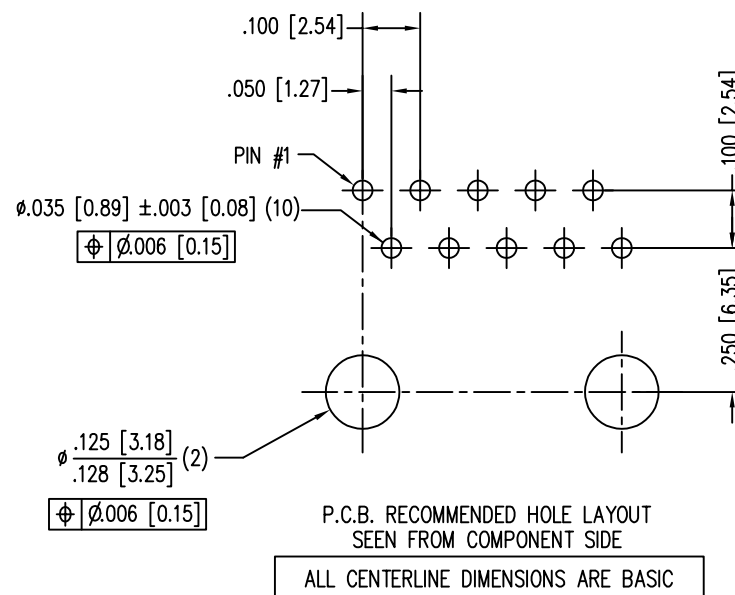 .100 [2.54]
.050 [1.27]
PIN #1
⌀.035 [0.89] ±.003 [0.08] (10)
⌖ ⌀.006 [0.15]
100 [2.54]
250 [6.35]
⌀ .125 [3.18]
.128 [3.25] (2)
⌖ ⌀.006 [0.15]
P.C.B. RECOMMENDED HOLE LAYOUT
SEEN FROM COMPONENT SIDE
ALL CENTERLINE DIMENSIONS ARE BASIC